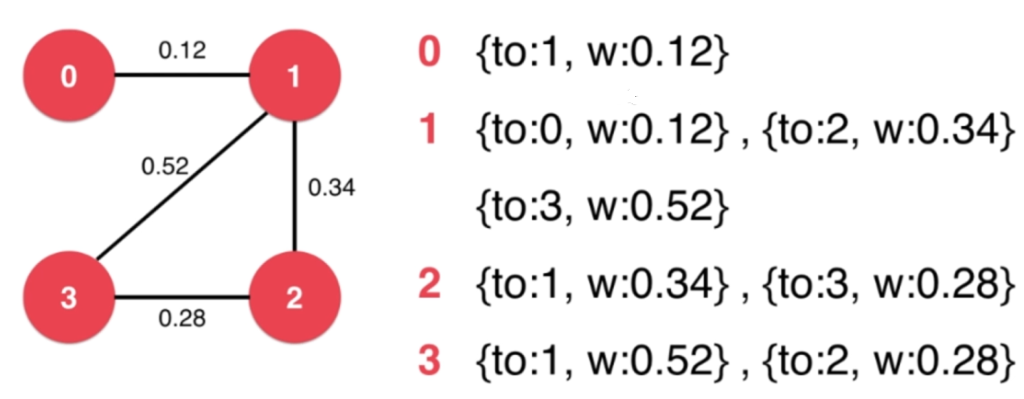 0
0.12
1
0.52
0.34
3
0.28
2
0 {to:1, w:0.12}
1 {to:0, w:0.12} , {to:2, w:0.34}
{to:3, w:0.52}
2 {to:1, w:0.34} , {to:3, w:0.28}
3 {to:1, w:0.52} , {to:2, w:0.28}